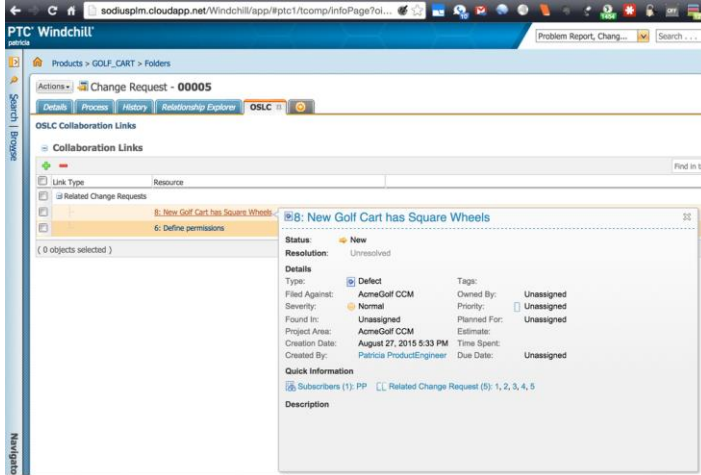 sodiusplm.cloudapp.net/Windchill/app/#ptc1/tcomp/infoPage?oi...
PTC Windchill
patricia
Problem Report, Chang...
Search . . .
Products > GOLF_CART > Folders
Actions
Change Request - 00005
Details Process History Relationship Explorer OSLC
OSLC Collaboration Links
Collaboration Links
Find in t
Link Type Resource
Related Change Requests
8: New Golf Cart has Square Wheels
6: Define permissions
( 0 objects selected )
Search | Browse
Navigato
8: New Golf Cart has Square Wheels
Status: New
Resolution: Unresolved
Details
Type: Defect Tags:
Filed Against: AcmeGolf CCM Owned By: Unassigned
Severity: Normal Priority: Unassigned
Found In: Unassigned Planned For: Unassigned
Project Area: AcmeGolf CCM Estimate:
Creation Date: August 27, 2015 5:33 PM Time Spent:
Created By: Patricia ProductEngineer Due Date: Unassigned
Quick Information
Subscribers (1): PP Related Change Request (5): 1, 2, 3, 4, 5
Description